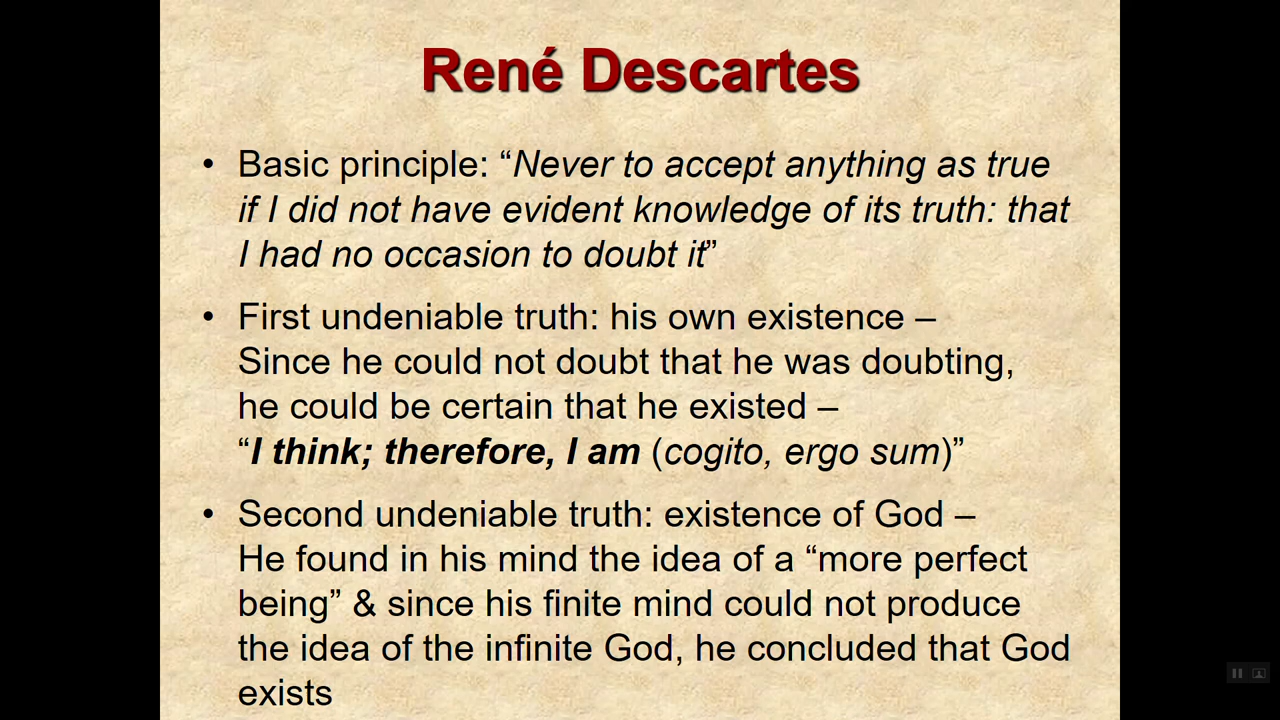 René Descartes
• Basic principle: “Never to accept anything as true
if I did not have evident knowledge of its truth: that
I had no occasion to doubt it”
• First undeniable truth: his own existence –
Since he could not doubt that he was doubting,
he could be certain that he existed –
“I think; therefore, I am (cogito, ergo sum)”
• Second undeniable truth: existence of God –
He found in his mind the idea of a “more perfect
being” & since his finite mind could not produce
the idea of the infinite God, he concluded that God
exists